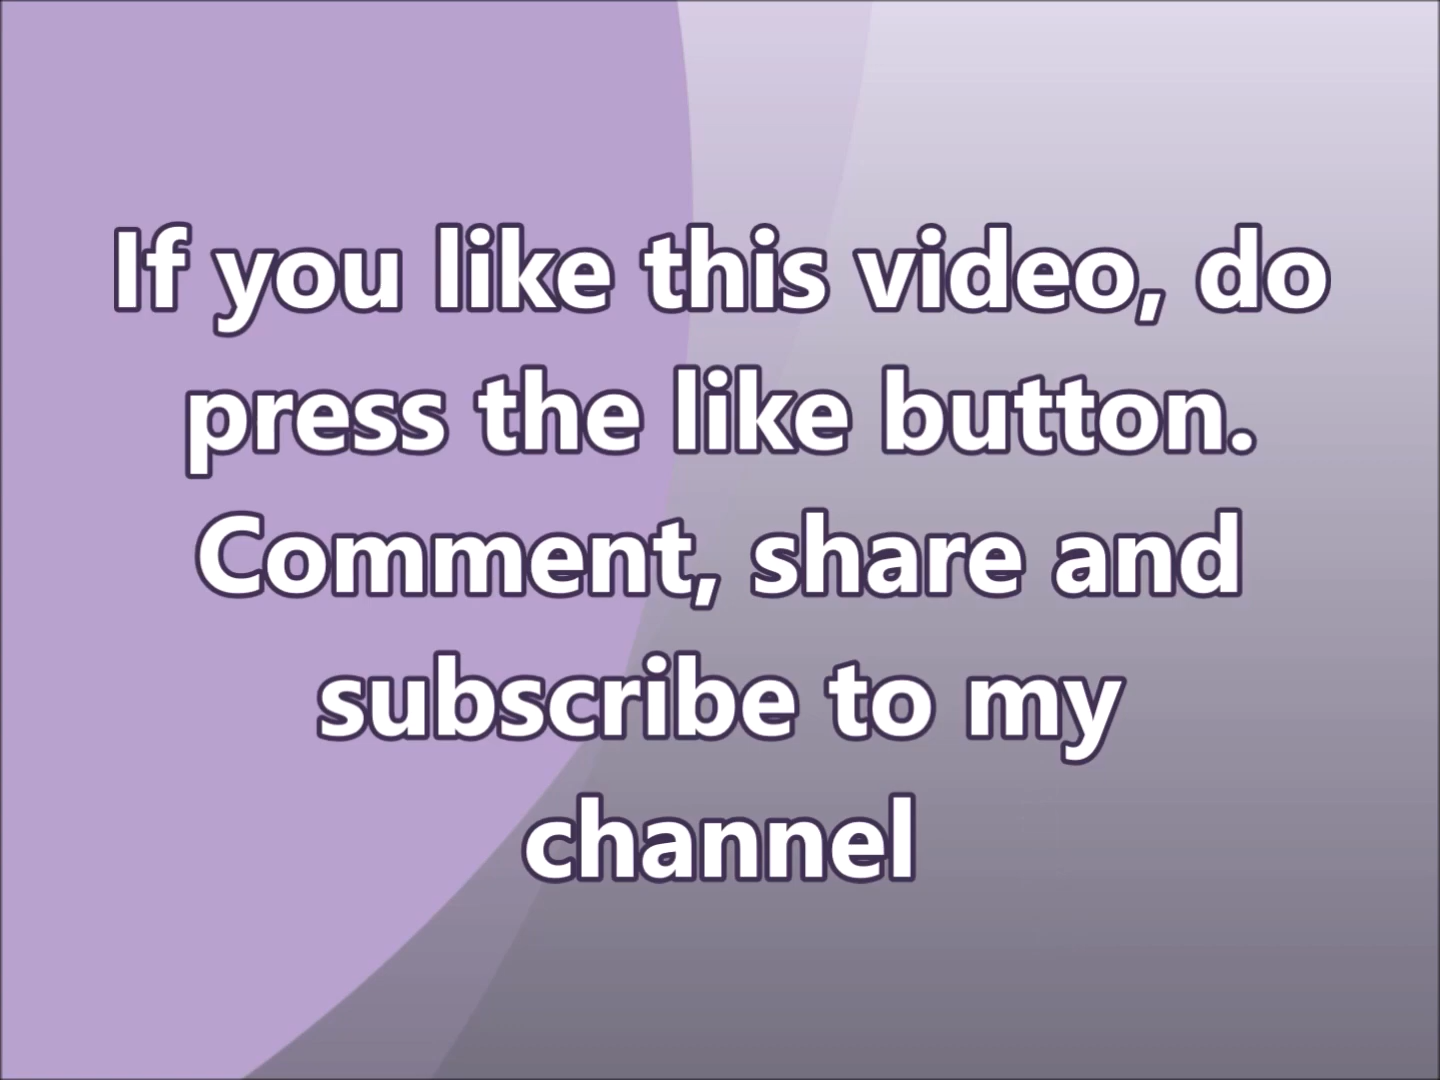 If you like this video, do
press the like button.
Comment, share and
subscribe to my
channel